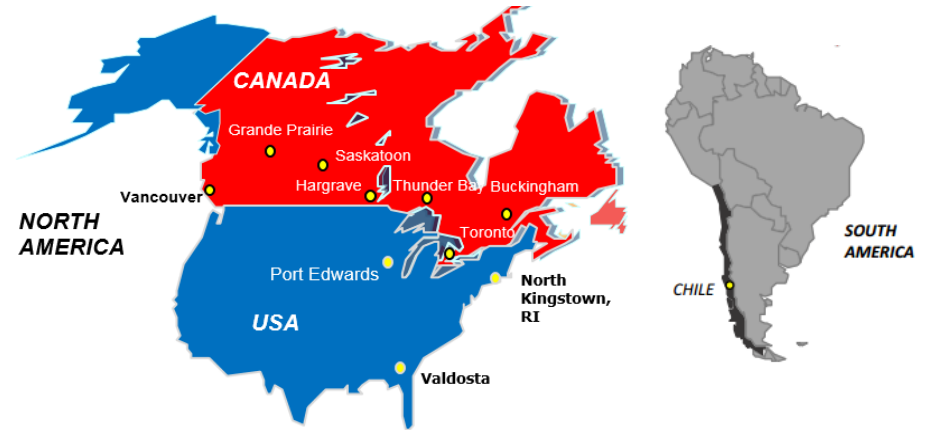 CANADA
Grande Prairie
Saskatoon
Hargrave
Thunder Bay
Buckingham
Vancouver
Toronto
NORTH
AMERICA
Port Edwards
North
Kingstown,
RI
USA
Valdosta
SOUTH
AMERICA
CHILE